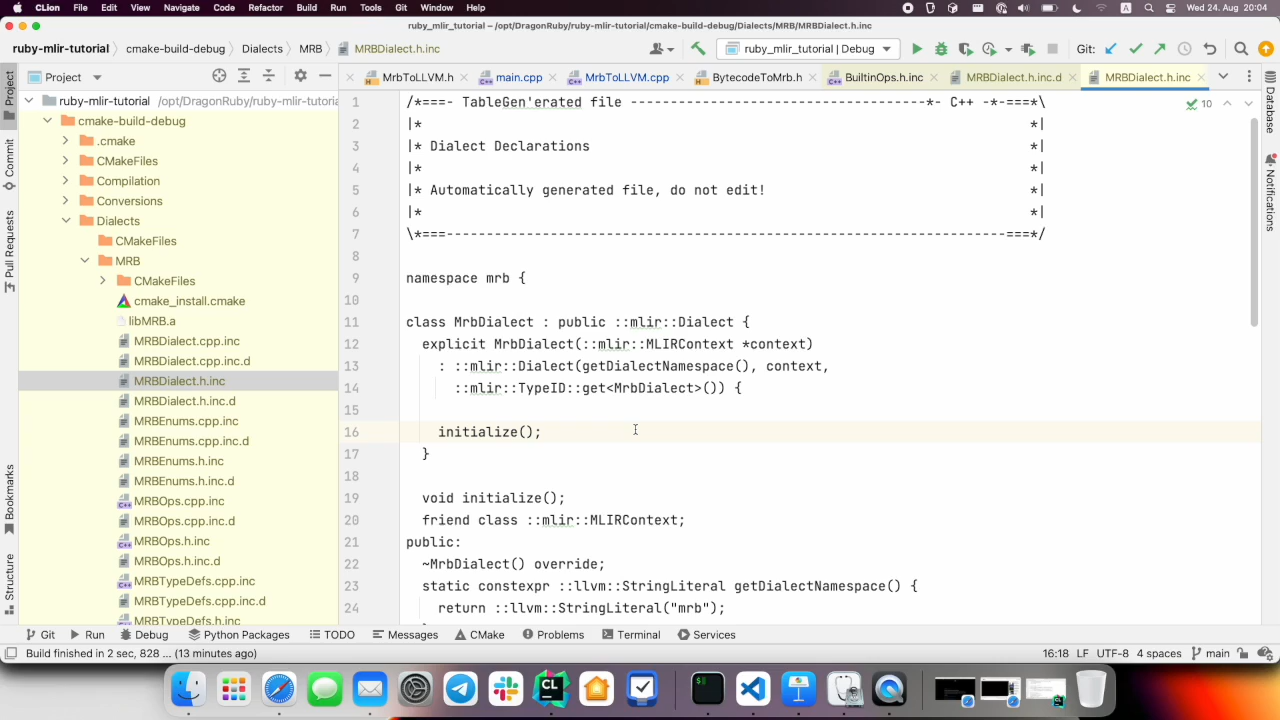 CLion File Edit View Navigate Code Refactor Build Run Tools Git Window Help A Wed 24. Aug 20:04
ruby_mlir_tutorial – /opt/DragonRuby/ruby-mlir-tutorial/cmake-build-debug/Dialects/MRB/MRBDialect.h.inc
ruby-mlir-tutorial cmake-build-debug Dialects MRB MRBDialect.h.inc ruby_mlir_tutorial | Debug Git:
Project MrbToLLVM.h main.cpp MrbToLLVM.cpp BytecodeToMrb.h BuiltinOps.h.inc MRBDialect.h.inc.d MRBDialect.h.inc
Project
Commit
Pull Requests
Bookmarks
Structure
ruby-mlir-tutorial /opt/DragonRuby/ruby-mlir-tutoria
cmake-build-debug
.cmake
CMakeFiles
Compilation
Conversions
Dialects
CMakeFiles
MRB
CMakeFiles
cmake_install.cmake
libMRB.a
MRBDialect.cpp.inc
MRBDialect.cpp.inc.d
MRBDialect.h.inc
MRBDialect.h.inc.d
MRBEnums.cpp.inc
MRBEnums.cpp.inc.d
MRBEnums.h.inc
MRBEnums.h.inc.d
MRBOps.cpp.inc
MRBOps.cpp.inc.d
MRBOps.h.inc
MRBOps.h.inc.d
MRBTypeDefs.cpp.inc
MRBTypeDefs.cpp.inc.d
MRBTypeDefs.h.inc
1 /*===- TableGen'erated file -------------------------------------*- C++ -*-===*\
2 |* *|
3 |* Dialect Declarations *|
4 |* *|
5 |* Automatically generated file, do not edit! *|
6 |* *|
7 \*===----------------------------------------------------------------------===*/
8
9 namespace mrb {
10
11 class MrbDialect : public ::mlir::Dialect {
12 explicit MrbDialect(::mlir::MLIRContext *context)
13 : ::mlir::Dialect(getDialectNamespace(), context,
14 ::mlir::TypeID::get<MrbDialect>()) {
15
16 initialize();
17 }
18
19 void initialize();
20 friend class ::mlir::MLIRContext;
21 public:
22 ~MrbDialect() override;
23 static constexpr ::llvm::StringLiteral getDialectNamespace() {
24 return ::llvm::StringLiteral("mrb");
10
Database
Notifications
Git Run Debug Python Packages TODO Messages CMake Problems Terminal Services
Build finished in 2 sec, 828 ... (13 minutes ago) 16:18 LF UTF-8 4 spaces main
CL